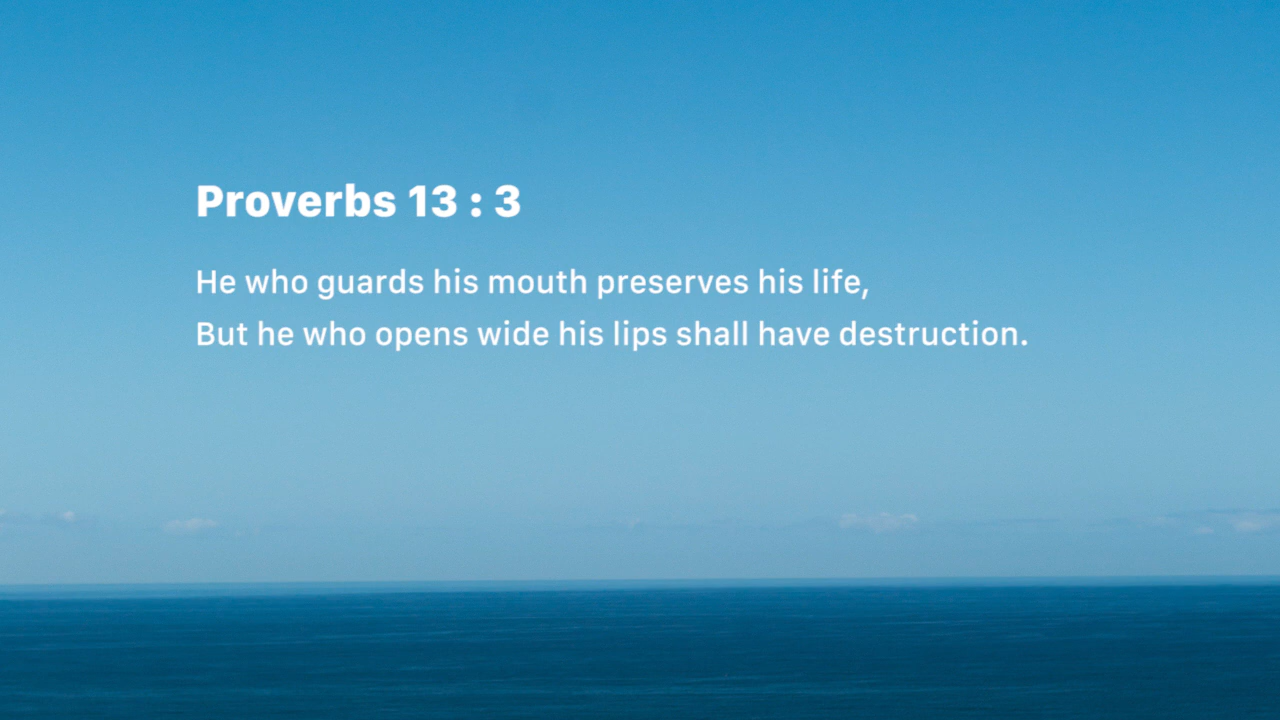 Proverbs 13 : 3
He who guards his mouth preserves his life,
But he who opens wide his lips shall have destruction.